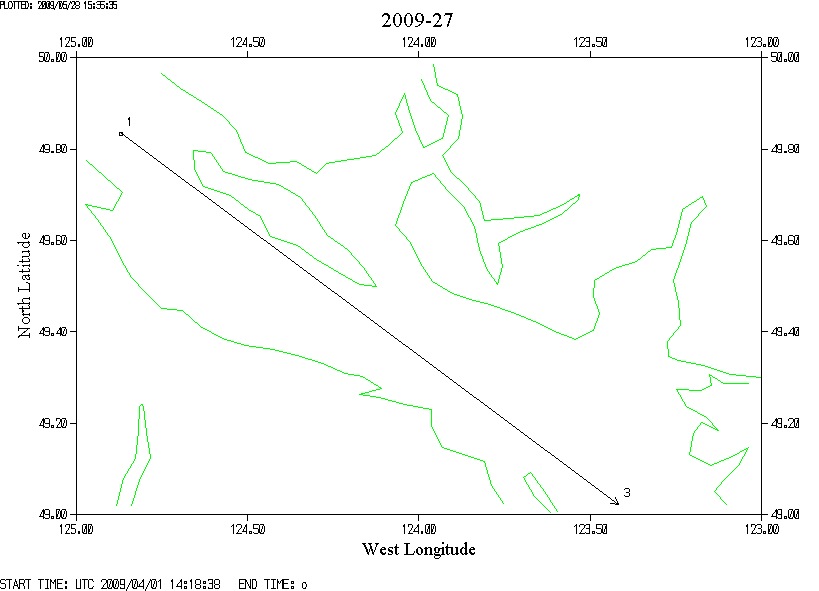 PLOTTED: 2009/05/28 15:35:35
2009-27
125.00 124.50 124.00 123.50 123.00
50.00 50.00
1
49.80 49.80
49.60 49.60
North Latitude
49.40 49.40
49.20 49.20
3
49.00 49.00
125.00 124.50 124.00 123.50 123.00
West Longitude
START TIME: UTC 2009/04/01 14:18:38 END TIME: o